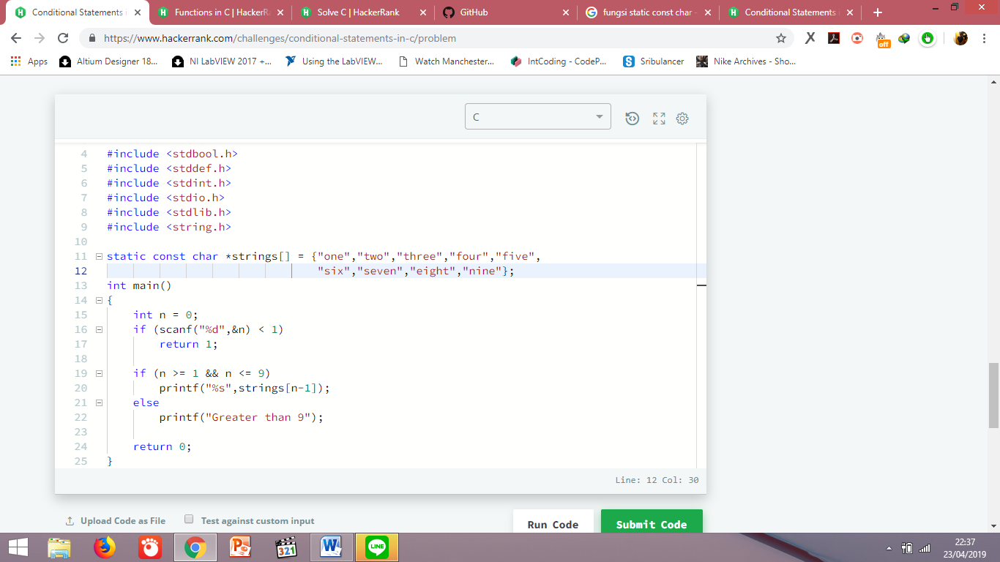 Conditional Statements i
Functions in C | HackerRa
Solve C | HackerRank
GitHub
fungsi static const char -
Conditional Statements i
https://www.hackerrank.com/challenges/conditional-statements-in-c/problem
off
Apps
Altium Designer 18...
NI LabVIEW 2017 +...
Using the LabVIEW...
Watch Manchester...
IntCoding - CodeP...
Sribulancer
Nike Archives - Sho...
C
4 #include <stdbool.h>
5 #include <stddef.h>
6 #include <stdint.h>
7 #include <stdio.h>
8 #include <stdlib.h>
9 #include <string.h>
10
11 static const char *strings[] = {"one","two","three","four","five",
12 "six","seven","eight","nine"};
13 int main()
14 {
15 int n = 0;
16 if (scanf("%d",&n) < 1)
17 return 1;
18
19 if (n >= 1 && n <= 9)
20 printf("%s",strings[n-1]);
21 else
22 printf("Greater than 9");
23
24 return 0;
25 }
Line: 12 Col: 30
Upload Code as File
Test against custom input
Run Code
Submit Code
321
LINE
22:37
23/04/2019